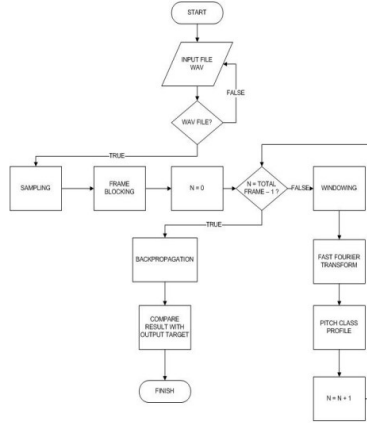 START
INPUT FILE
WAV
FALSE
WAV FILE?
TRUE
SAMPLING
FRAME
BLOCKING
N = 0
N = TOTAL
FRAME – 1 ?
FALSE
WINDOWING
TRUE
BACKPROPAGATION
FAST FOURIER
TRANSFORM
COMPARE
RESULT WITH
OUTPUT TARGET
PITCH CLASS
PROFILE
FINISH
N = N + 1